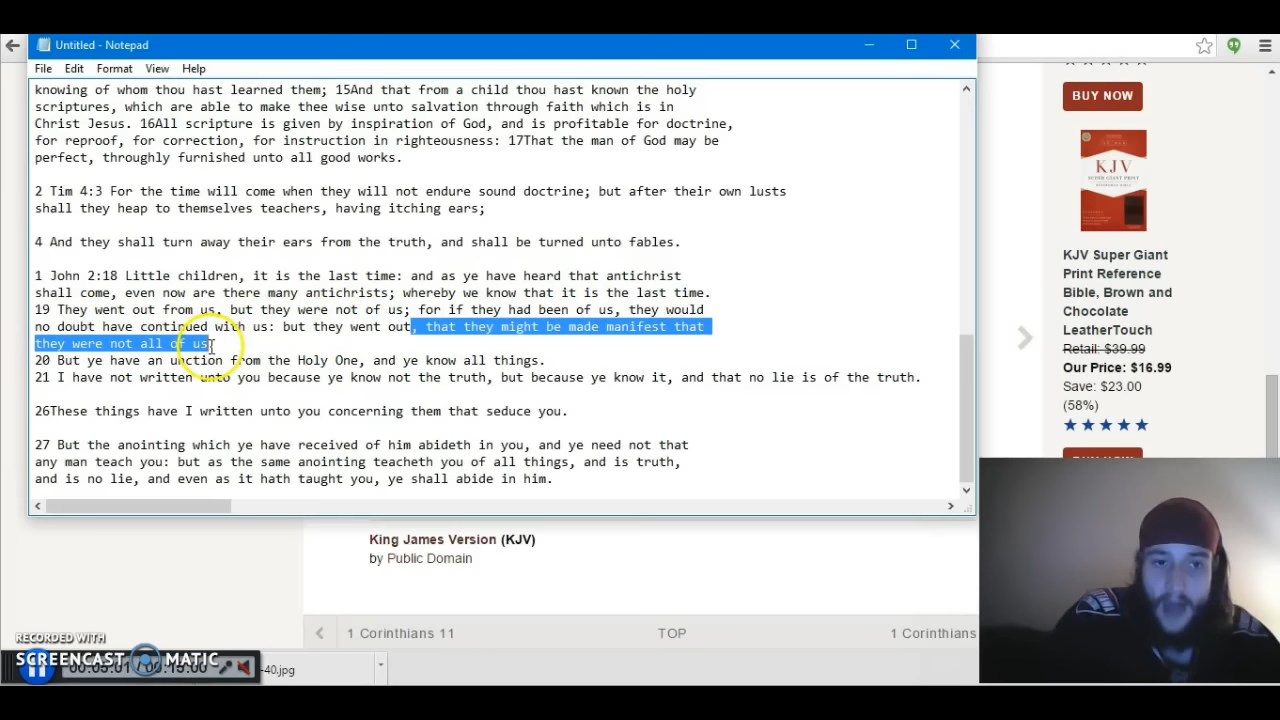 Untitled - Notepad
File Edit Format View Help
knowing of whom thou hast learned them; 15And that from a child thou hast known the holy
scriptures, which are able to make thee wise unto salvation through faith which is in
Christ Jesus. 16All scripture is given by inspiration of God, and is profitable for doctrine,
for reproof, for correction, for instruction in righteousness: 17That the man of God may be
perfect, throughly furnished unto all good works.
2 Tim 4:3 For the time will come when they will not endure sound doctrine; but after their own lusts
shall they heap to themselves teachers, having itching ears;
4 And they shall turn away their ears from the truth, and shall be turned unto fables.
1 John 2:18 Little children, it is the last time: and as ye have heard that antichrist
shall come, even now are there many antichrists; whereby we know that it is the last time.
19 They went out from us, but they were not of us; for if they had been of us, they would
no doubt have continued with us: but they went out, that they might be made manifest that
they were not all of us.
20 But ye have an unction from the Holy One, and ye know all things.
21 I have not written unto you because ye know not the truth, but because ye know it, and that no lie is of the truth.
26These things have I written unto you concerning them that seduce you.
27 But the anointing which ye have received of him abideth in you, and ye need not that
any man teach you: but as the same anointing teacheth you of all things, and is truth,
and is no lie, and even as it hath taught you, ye shall abide in him.
BUY NOW
KJV
SUPER GIANT PRINT
REFERENCE BIBLE
KJV Super Giant
Print Reference
Bible, Brown and
Chocolate
LeatherTouch
Retail: $39.99
Our Price: $16.99
Save: $23.00
(58%)
BUY NOW
King James Version (KJV)
by Public Domain
1 Corinthians 11
TOP
1 Corinthians
RECORDED WITH
SCREENCAST MATIC
00:05:01 / 00:15:00
-40.jpg